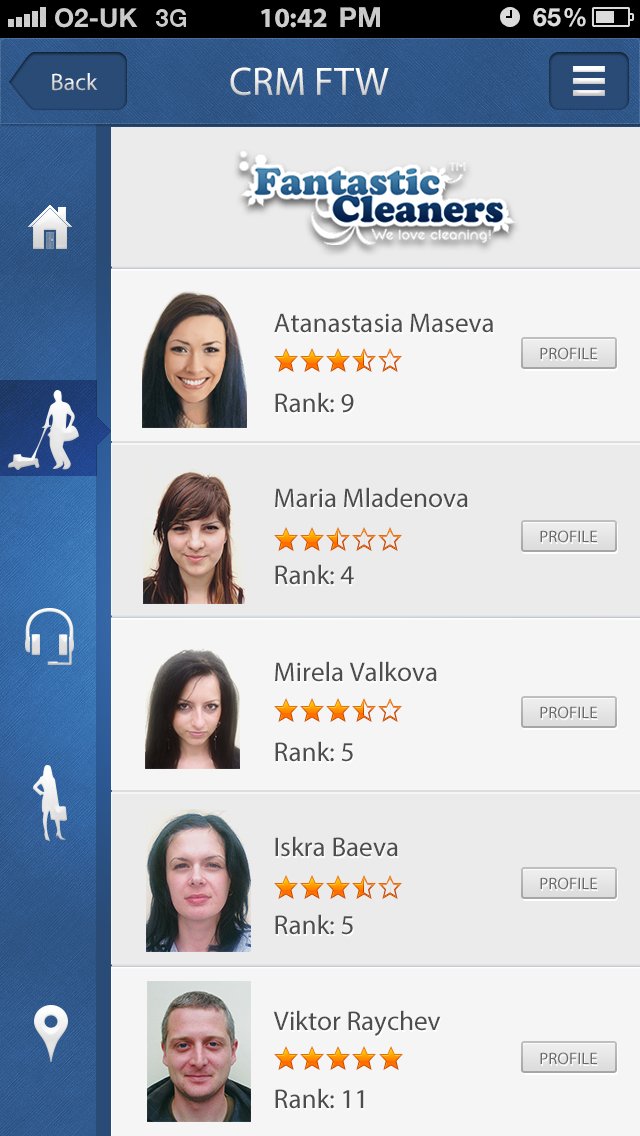 O2-UK 3G 10:42 PM 65%
Back CRM FTW
Fantastic TM
Cleaners
We love cleaning!
Atanastasia Maseva
PROFILE
Rank: 9
Maria Mladenova
PROFILE
Rank: 4
Mirela Valkova
PROFILE
Rank: 5
Iskra Baeva
PROFILE
Rank: 5
Viktor Raychev
PROFILE
Rank: 11